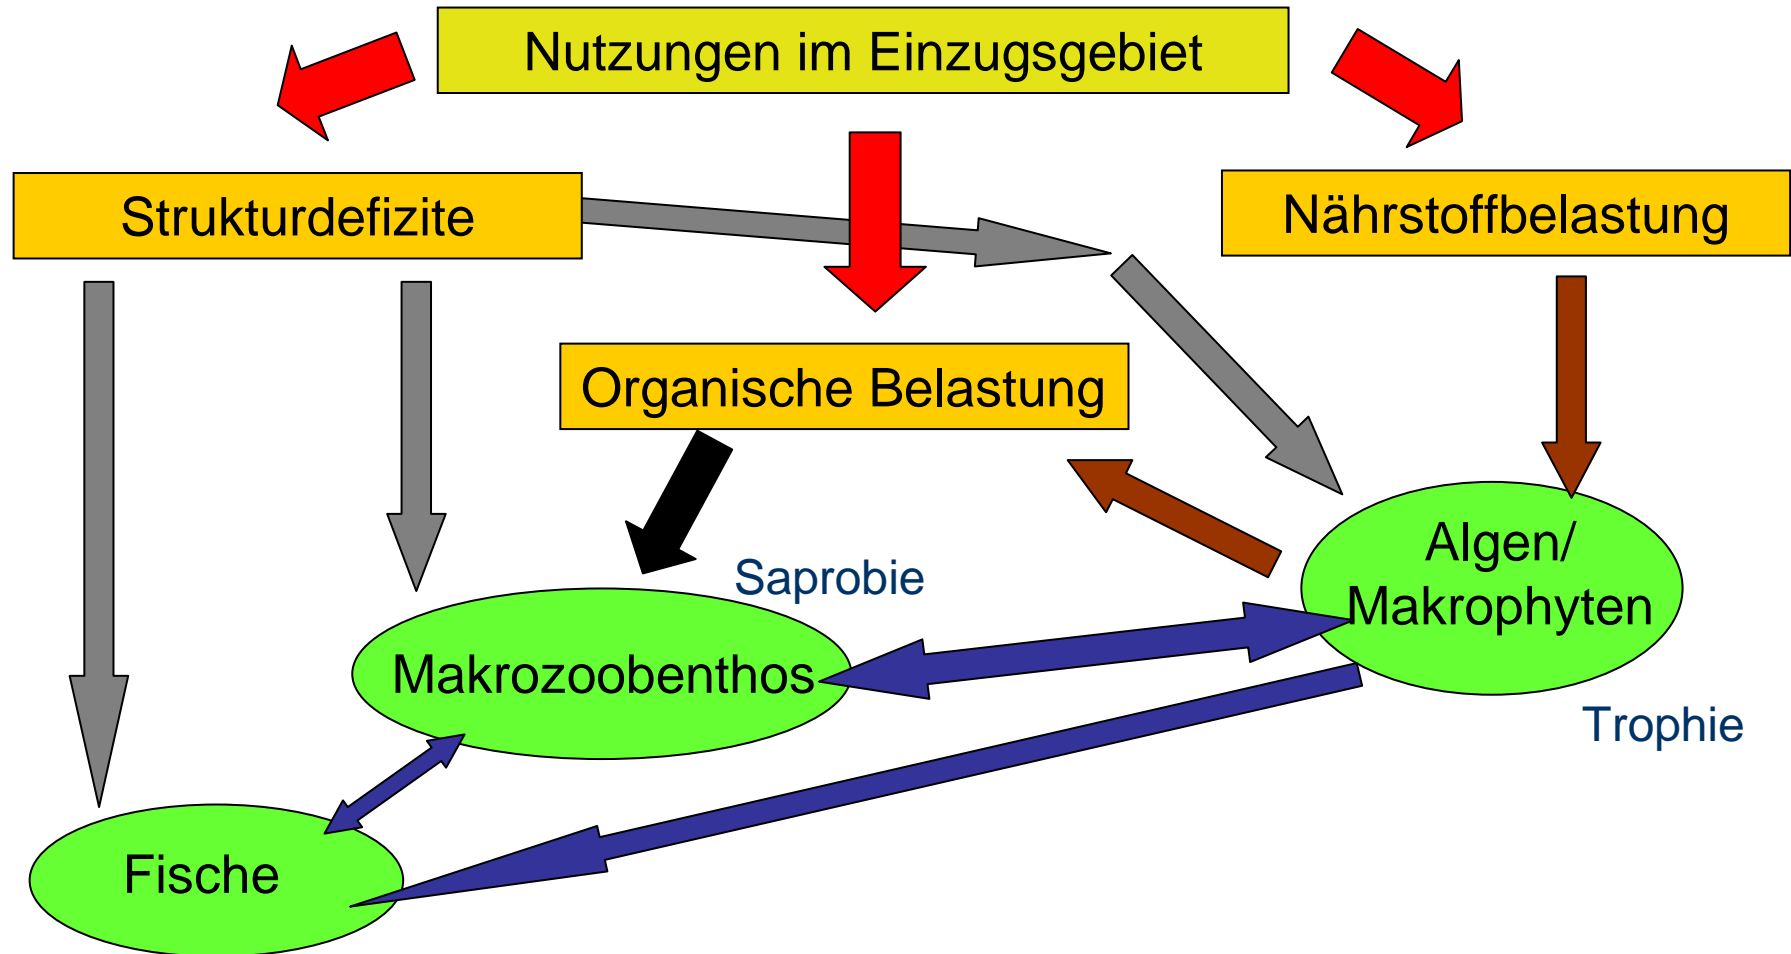 Nutzungen im Einzugsgebiet
Strukturdefizite
Nährstoffbelastung
Organische Belastung
Algen/
Makrophyten
Saprobie
Makrozoobenthos
Trophie
Fische